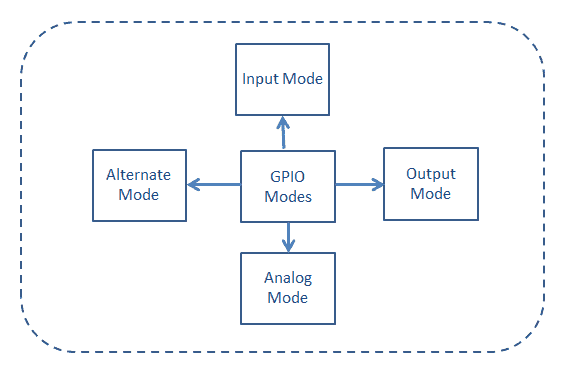 Input Mode
Alternate
Mode
GPIO
Modes
Output
Mode
Analog
Mode